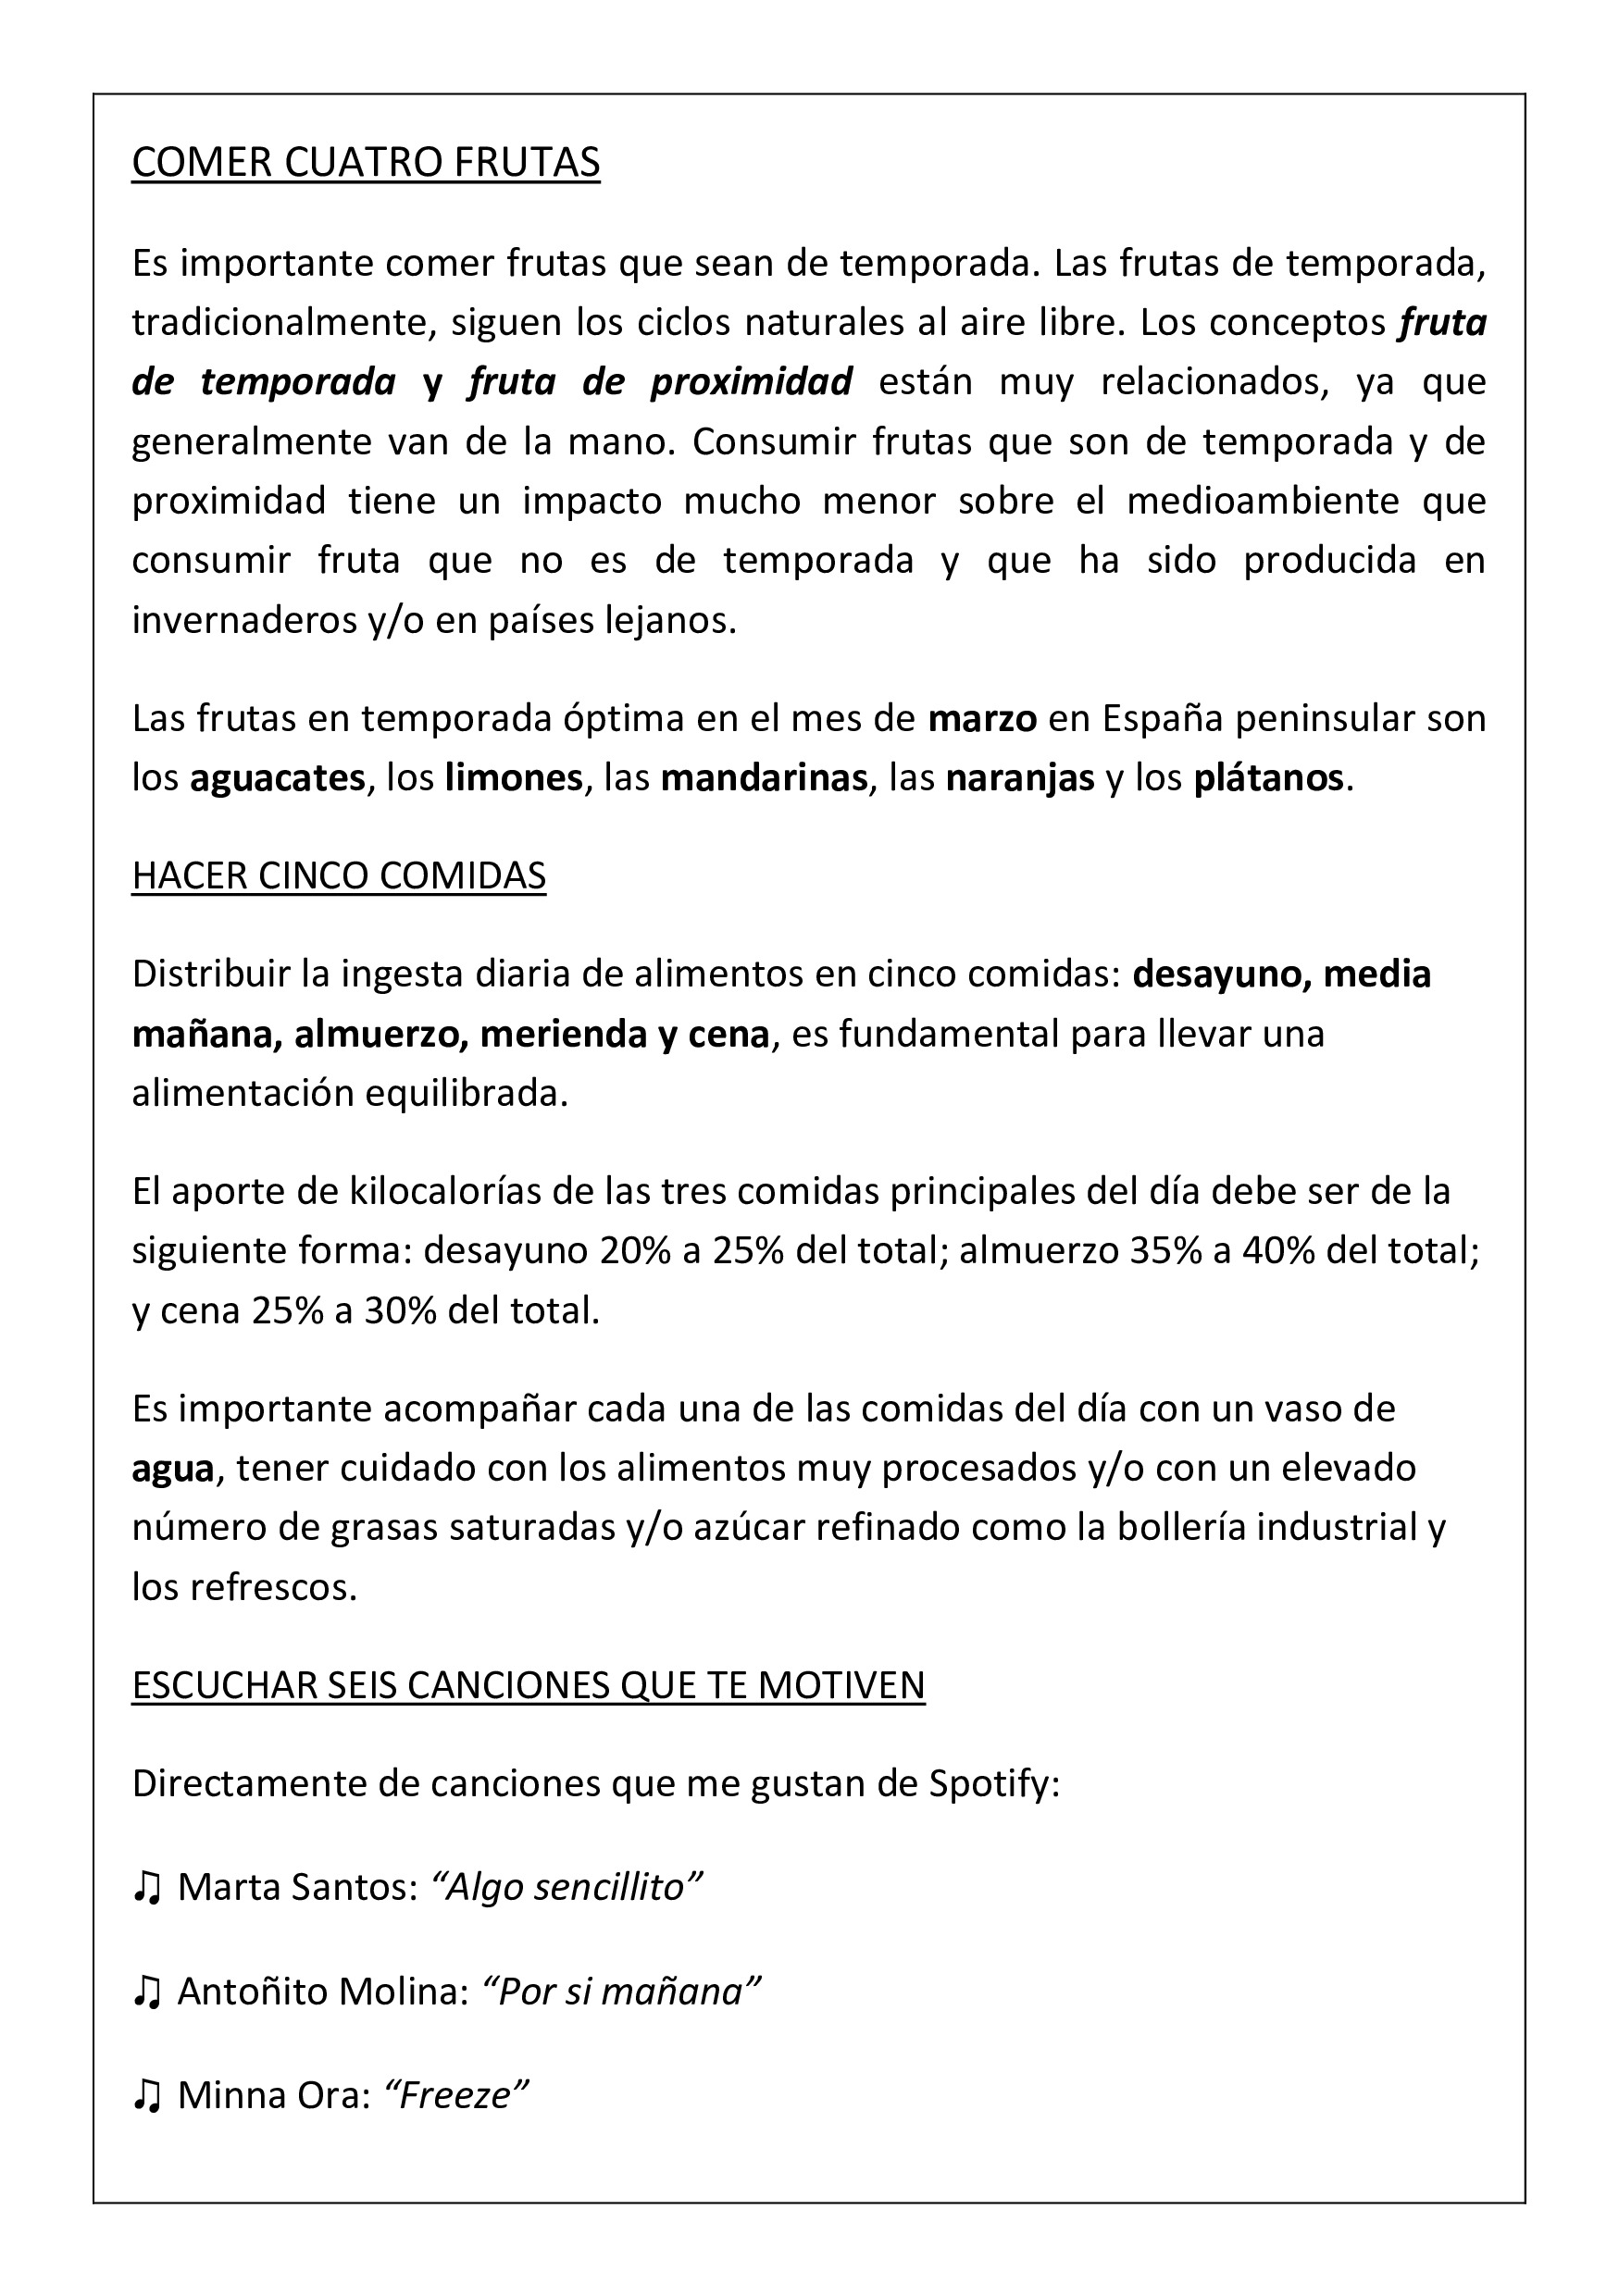 COMER CUATRO FRUTAS
Es importante comer frutas que sean de temporada. Las frutas de temporada,
tradicionalmente, siguen los ciclos naturales al aire libre. Los conceptos fruta
de temporada y fruta de proximidad están muy relacionados, ya que
generalmente van de la mano. Consumir frutas que son de temporada y de
proximidad tiene un impacto mucho menor sobre el medioambiente que
consumir fruta que no es de temporada y que ha sido producida en
invernaderos y/o en países lejanos.
Las frutas en temporada óptima en el mes de marzo en España peninsular son
los aguacates, los limones, las mandarinas, las naranjas y los plátanos.
HACER CINCO COMIDAS
Distribuir la ingesta diaria de alimentos en cinco comidas: desayuno, media
mañana, almuerzo, merienda y cena, es fundamental para llevar una
alimentación equilibrada.
El aporte de kilocalorías de las tres comidas principales del día debe ser de la
siguiente forma: desayuno 20% a 25% del total; almuerzo 35% a 40% del total;
y cena 25% a 30% del total.
Es importante acompañar cada una de las comidas del día con un vaso de
agua, tener cuidado con los alimentos muy procesados y/o con un elevado
número de grasas saturadas y/o azúcar refinado como la bollería industrial y
los refrescos.
ESCUCHAR SEIS CANCIONES QUE TE MOTIVEN
Directamente de canciones que me gustan de Spotify:
♫ Marta Santos: “Algo sencillito”
♫ Antoñito Molina: “Por si mañana”
♫ Minna Ora: “Freeze”